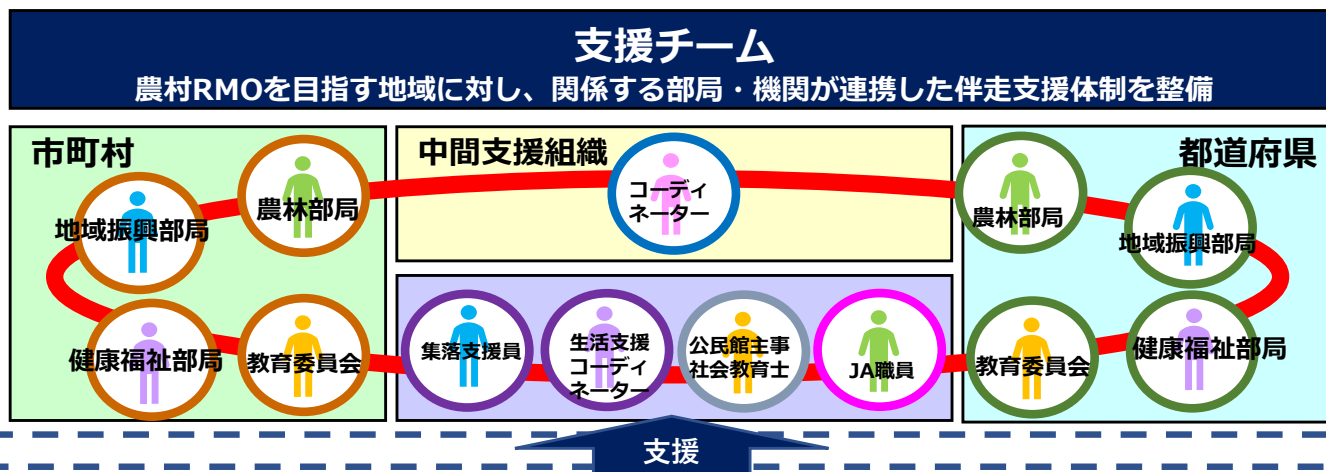 支援チーム
農村RMOを目指す地域に対し、関係する部局・機関が連携した伴走支援体制を整備
市町村
地域振興部局
農林部局
健康福祉部局
教育委員会
中間支援組織
コーディ
ネーター
集落支援員
生活支援
コーディ
ネーター
公民館主事
社会教育士
JA職員
都道府県
農林部局
地域振興部局
教育委員会
健康福祉部局
支援